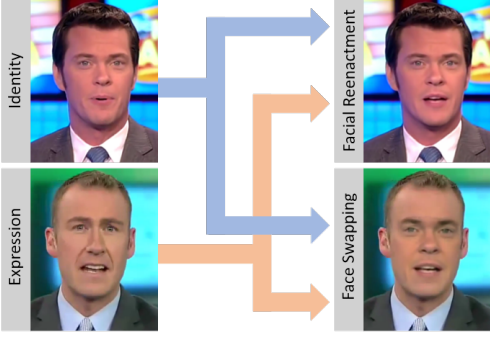 Identity
Facial Reenactment
Expression
Face Swapping